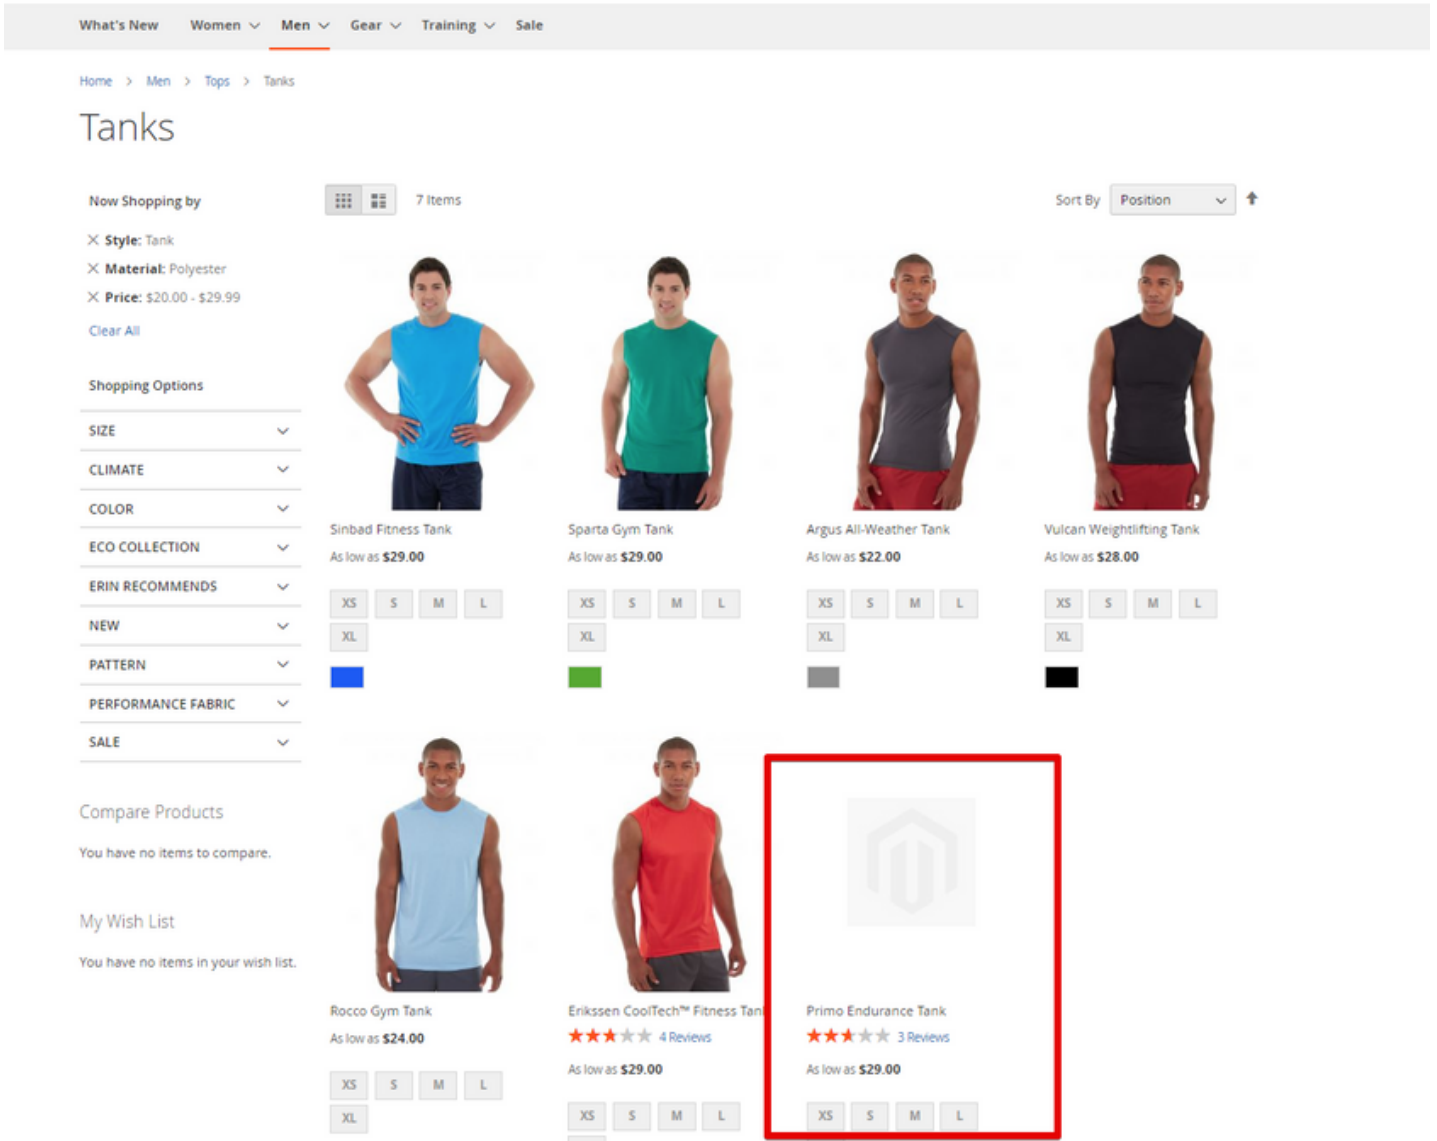 What's New Women Men Gear Training Sale
Home > Men > Tops > Tanks
Tanks
Now Shopping by
7 Items
Sort By Position
Style: Tank
Material: Polyester
Price: $20.00 - $29.99
Clear All
Shopping Options
SIZE
CLIMATE
COLOR
ECO COLLECTION
ERIN RECOMMENDS
NEW
PATTERN
PERFORMANCE FABRIC
SALE
Compare Products
You have no items to compare.
My Wish List
You have no items in your wish list.
Sinbad Fitness Tank
As low as $29.00
XS S M L
XL
Sparta Gym Tank
As low as $29.00
XS S M L
XL
Argus All-Weather Tank
As low as $22.00
XS S M L
XL
Vulcan Weightlifting Tank
As low as $28.00
XS S M L
XL
Rocco Gym Tank
As low as $24.00
XS S M L
XL
Erikssen CoolTech™ Fitness Tank
4 Reviews
As low as $29.00
XS S M L
Primo Endurance Tank
3 Reviews
As low as $29.00
XS S M L